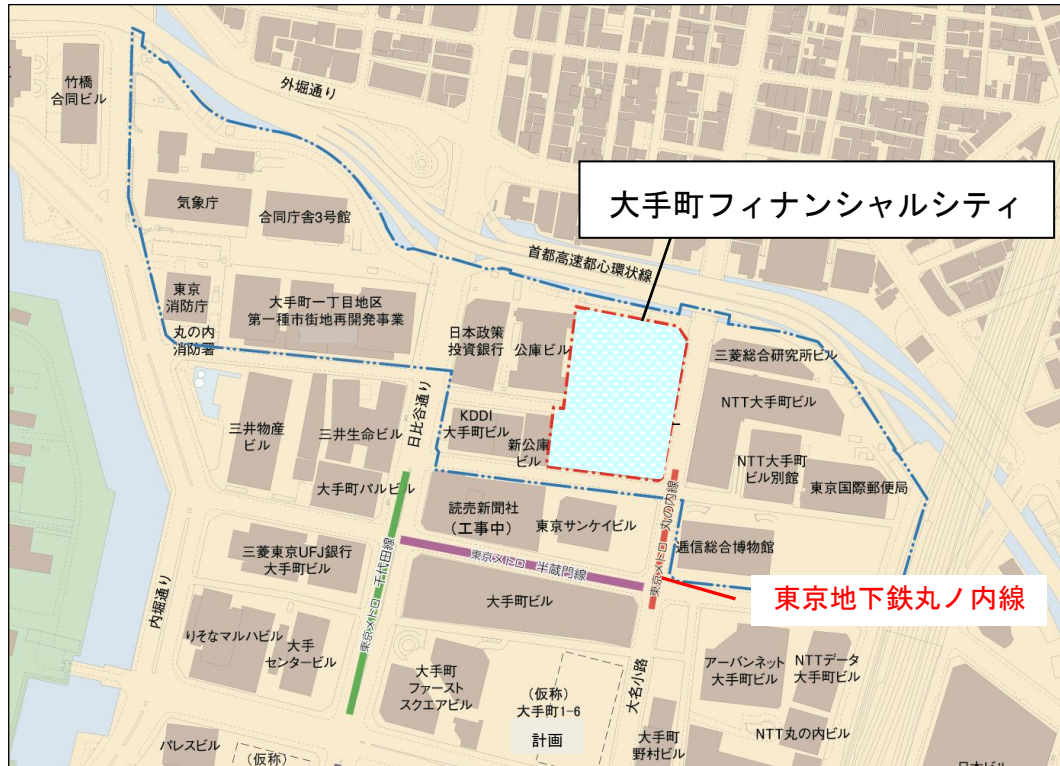 竹橋
合同ビル
外堀通り
大手町フィナンシャルシティ
気象庁
合同庁舎3号館
首都高速都心環状線
東京
消防庁
丸の内
消防署
大手町一丁目地区
第一種市街地再開発事業
日本政策
投資銀行
公庫ビル
三菱総合研究所ビル
NTT大手町ビル
日比谷通り
KDDI
大手町ビル
新公庫
ビル
三井物産
ビル
三井生命ビル
大手町パルビル
NTT大手町
ビル別館
東京国際郵便局
読売新聞社
（工事中）
東京サンケイビル
東京メトロ 丸の内線
逓信総合博物館
三菱東京UFJ銀行
大手町ビル
東京メトロ 千代田線
東京メトロ 半蔵門線
東京地下鉄丸ノ内線
内堀通り
大手町ビル
りそなマルハビル
大手
センタービル
大手町
ファースト
スクエアビル
（仮称）
大手町1-6
計画
大名小路
アーバンネット
大手町ビル
NTTデータ
大手町ビル
パレスビル
（仮称）
大手町
野村ビル
NTT丸の内ビル
日本ビル